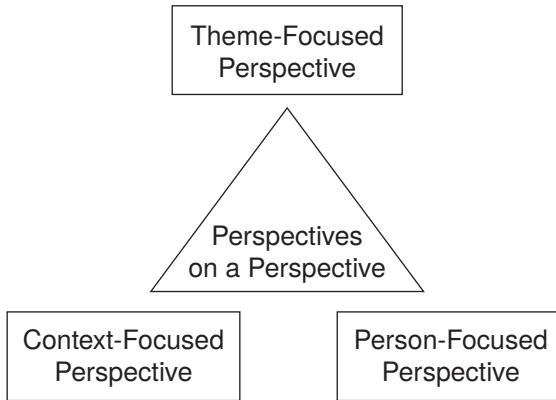 Theme-Focused
Perspective
Perspectives
on a Perspective
Context-Focused
Perspective
Person-Focused
Perspective